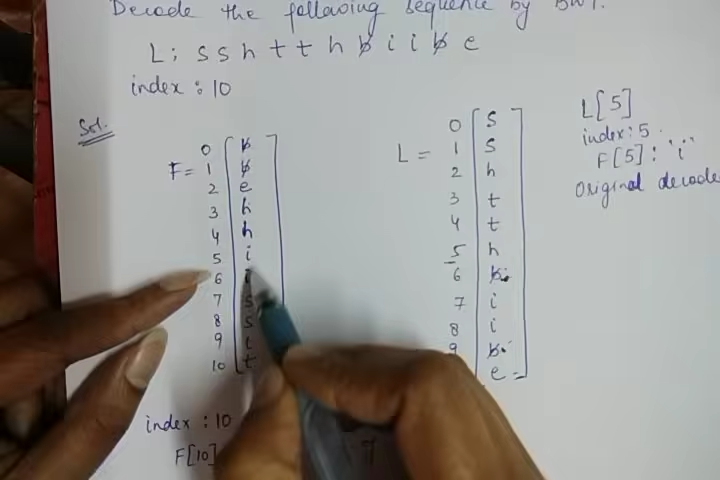 Decode the following sequence by BWT.
L: s s h t t h ƀ i i ƀ e
index : 10
Sol.
F =
0 ƀ
1 ƀ
2 e
3 h
4 h
5 i
6 i
7 s
8 s
9 t
10 t
L =
0 s
1 s
2 h
3 t
4 t
5 h
6 ƀ
7 i
8 i
9 ƀ
e
L[5]
index: 5
F[5] : "i"
Original decode
index : 10
F[10]